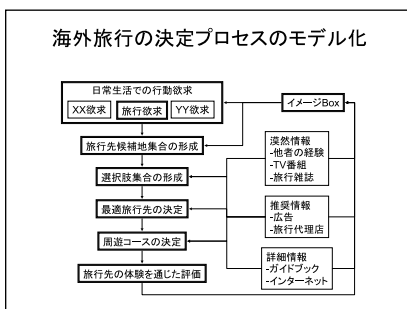 海外旅行の決定プロセスのモデル化
日常生活での行動欲求
XX欲求
旅行欲求
YY欲求
イメージBox
旅行先候補地集合の形成
選択肢集合の形成
最適旅行先の決定
周遊コースの決定
旅行先の体験を通じた評価
漠然情報
-他者の経験
-TV番組
-旅行雑誌
推奨情報
-広告
-旅行代理店
詳細情報
-ガイドブック
-インターネット